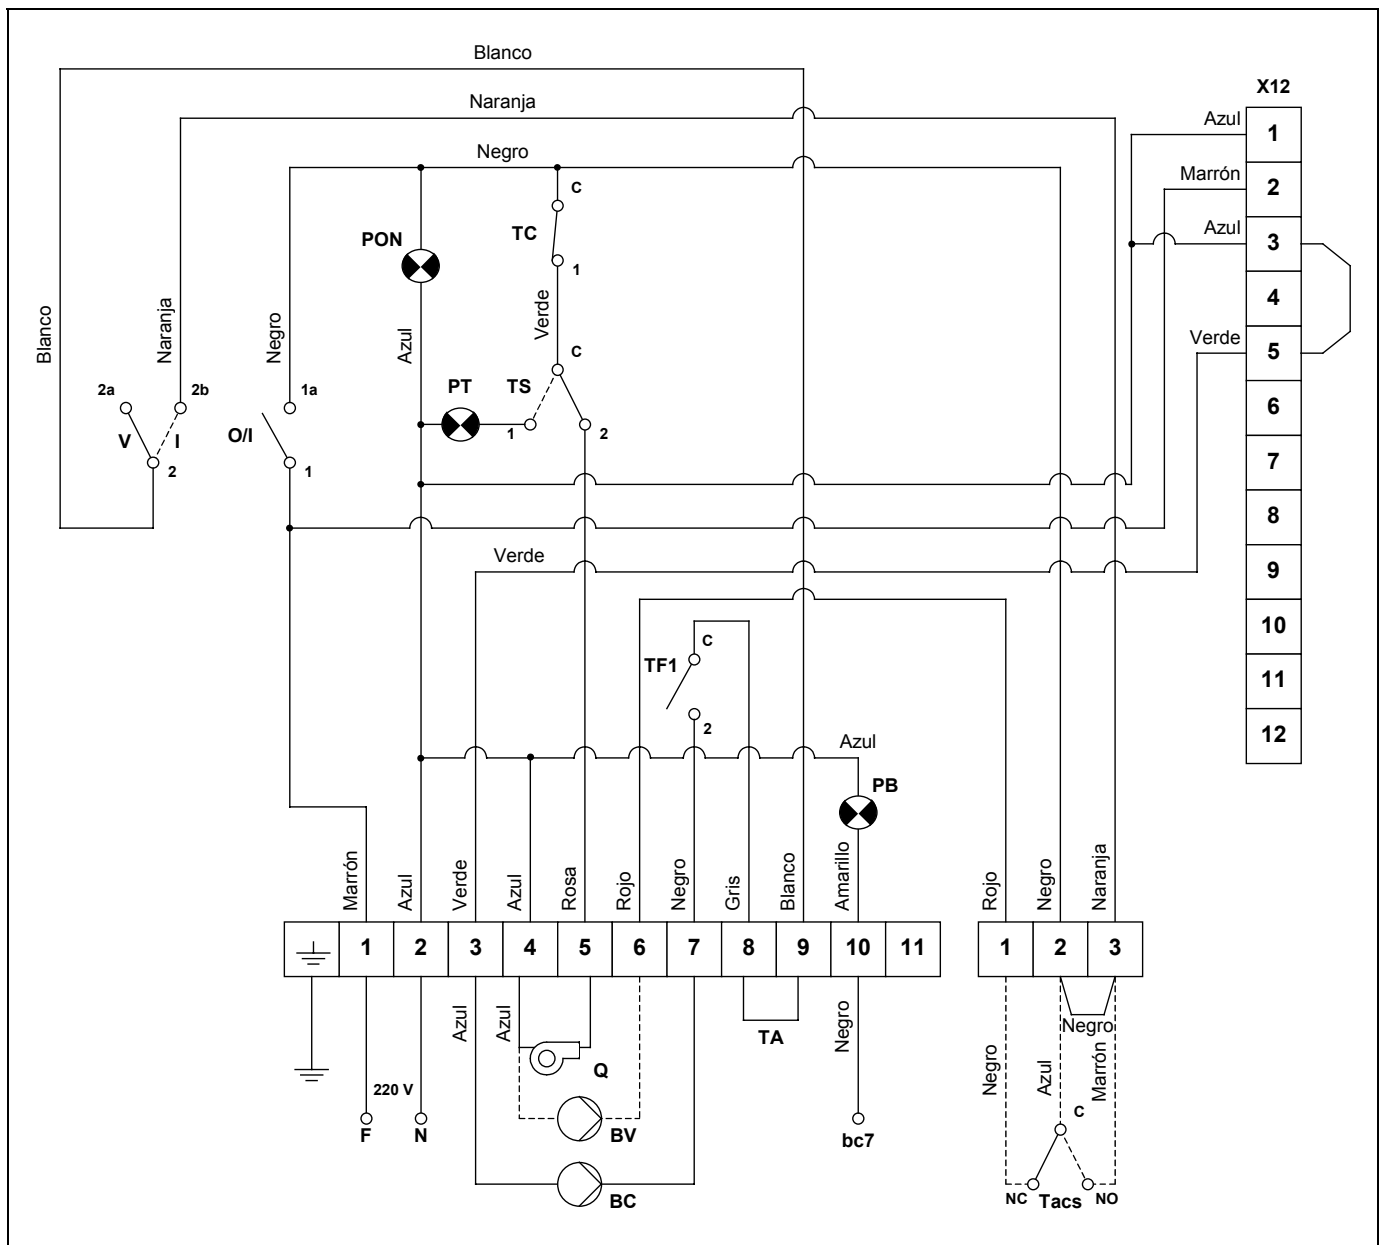 Blanco
X12
Naranja
Azul
1
Negro
Marrón
2
C
PON
TC
Azul
3
1
4
Blanco
Naranja
Negro
Azul
Verde
Verde
5
C
2a
2b
1a
PT
TS
6
V
I
O/I
1
2
2
1
7
8
Verde
9
10
C
TF1
11
2
Azul
12
PB
Marrón
Azul
Verde
Azul
Rosa
Rojo
Negro
Gris
Blanco
Amarillo
Rojo
Negro
Naranja
1
2
3
4
5
6
7
8
9
10
11
1
2
3
Azul
Azul
TA
Negro
Negro
Negro
Azul
Marrón
Q
220 V
C
F
N
BV
bc7
BC
NC
Tacs
NO